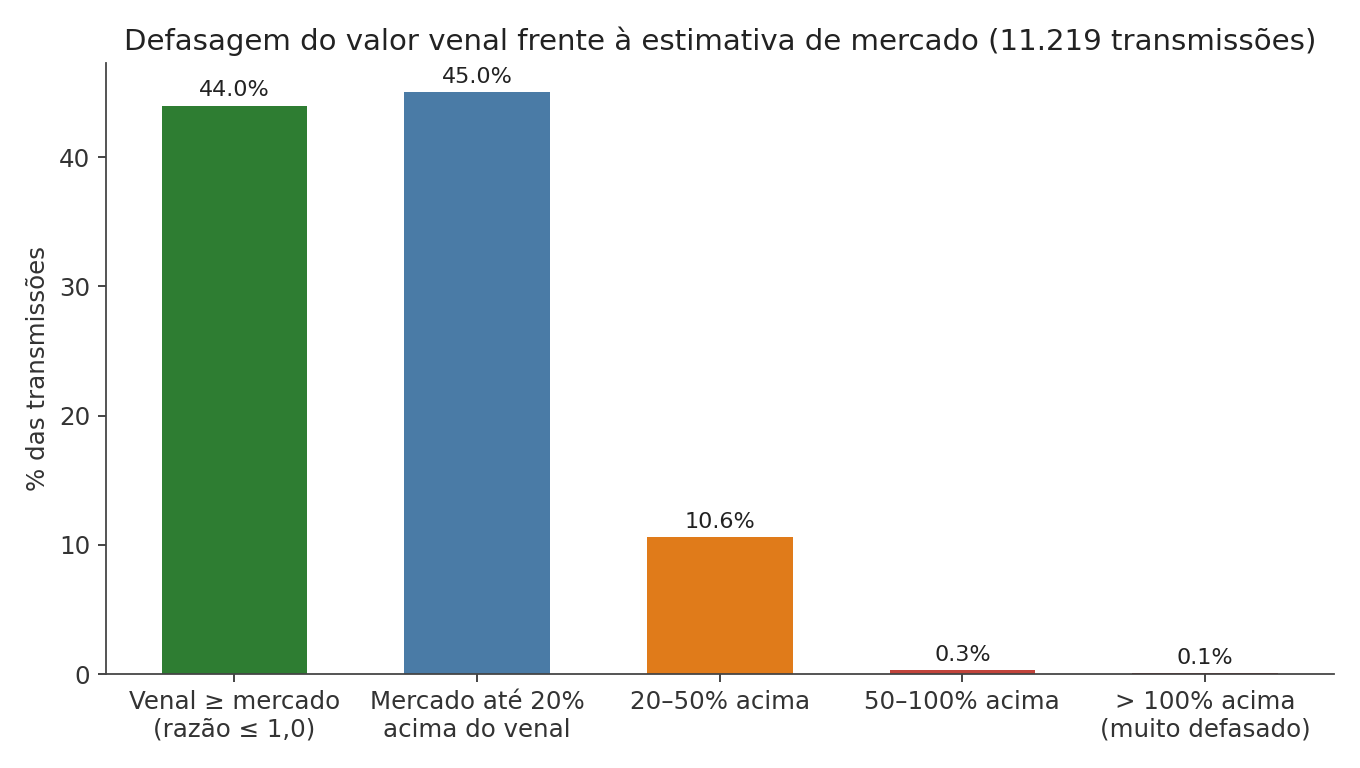 Defasagem do valor venal frente à estimativa de mercado (11.219 transmissões)
% das transmissões
40
30
20
10
0
44.0%
45.0%
10.6%
0.3%
0.1%
Venal ≥ mercado
(razão ≤ 1,0)
Mercado até 20%
acima do venal
20–50% acima
50–100% acima
> 100% acima
(muito defasado)